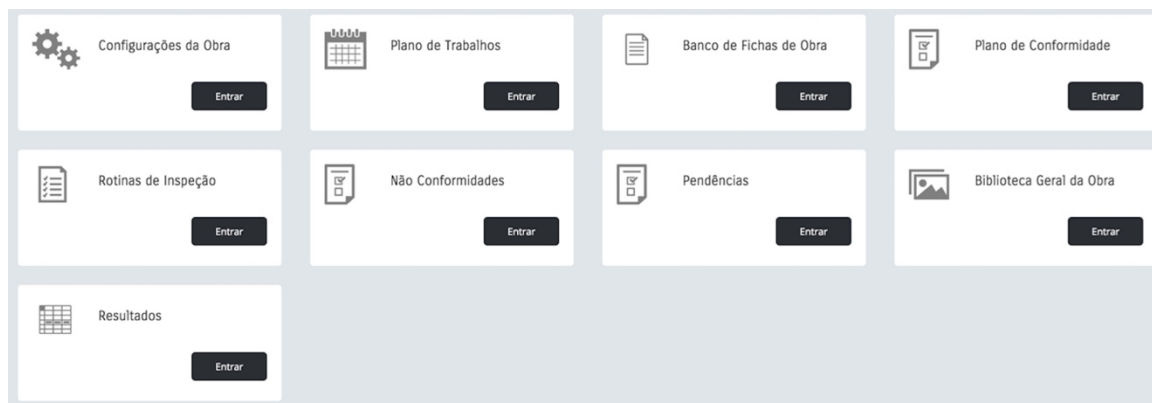 Configurações da Obra
Entrar
Plano de Trabalhos
Entrar
Banco de Fichas de Obra
Entrar
Plano de Conformidade
Entrar
Rotinas de Inspeção
Entrar
Não Conformidades
Entrar
Pendências
Entrar
Biblioteca Geral da Obra
Entrar
Resultados
Entrar